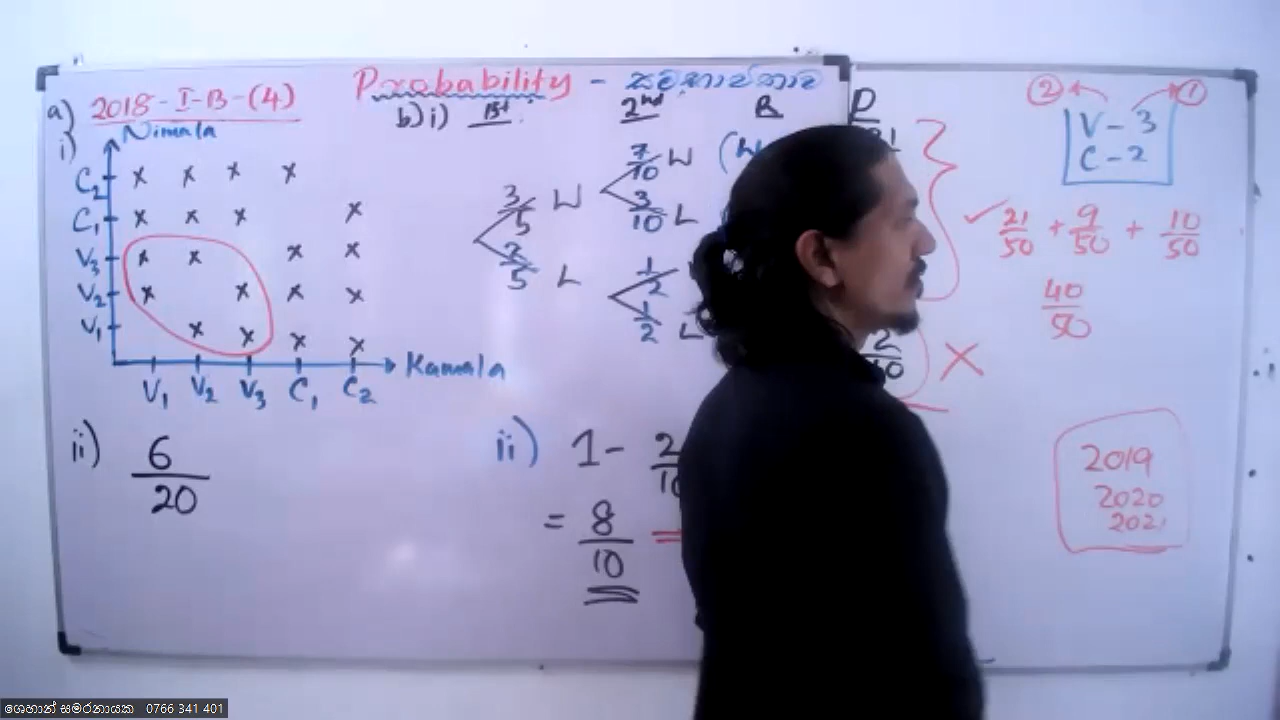 Probability - සම්භාවිතාව
a) 2018 - I - B - (4)
i)
Nimala
C₂ x x x x
C₁ x x x x
V₃ x x x x
V₂ x x x x
V₁ x x x x
V₁ V₂ V₃ C₁ C₂
Kamala
ii) 6/20
b) i) 1st 2nd R P
3/5 W
2/5 L
7/10 W (W
3/10 L
1/2
1/2 L
ii) 1 - 2/10
= 8/10 =
② ①
V - 3
C - 2
✓ 21/50 + 9/50 + 10/50
40/50
X
2019
2020
2021
0766 341 401